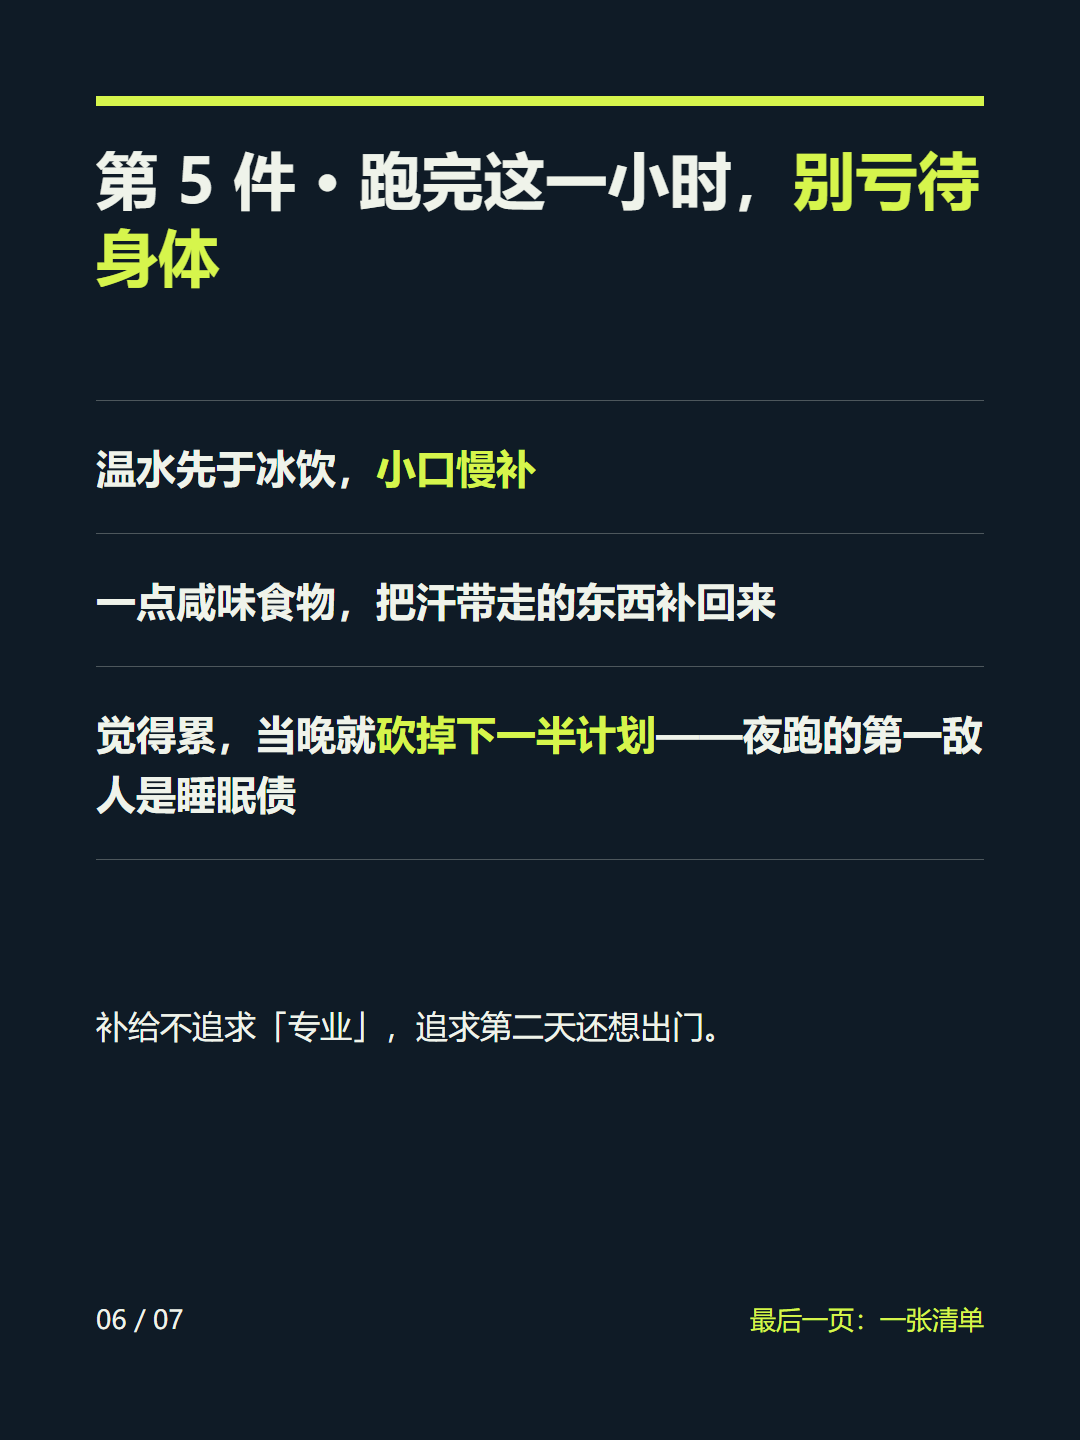 第 5 件 · 跑完这一小时，别亏待
身体
温水先于冰饮，小口慢补
一点咸味食物，把汗带走的东西补回来
觉得累，当晚就砍掉下一半计划——夜跑的第一敌
人是睡眠债
补给不追求「专业」，追求第二天还想出门。
06 / 07
最后一页：一张清单